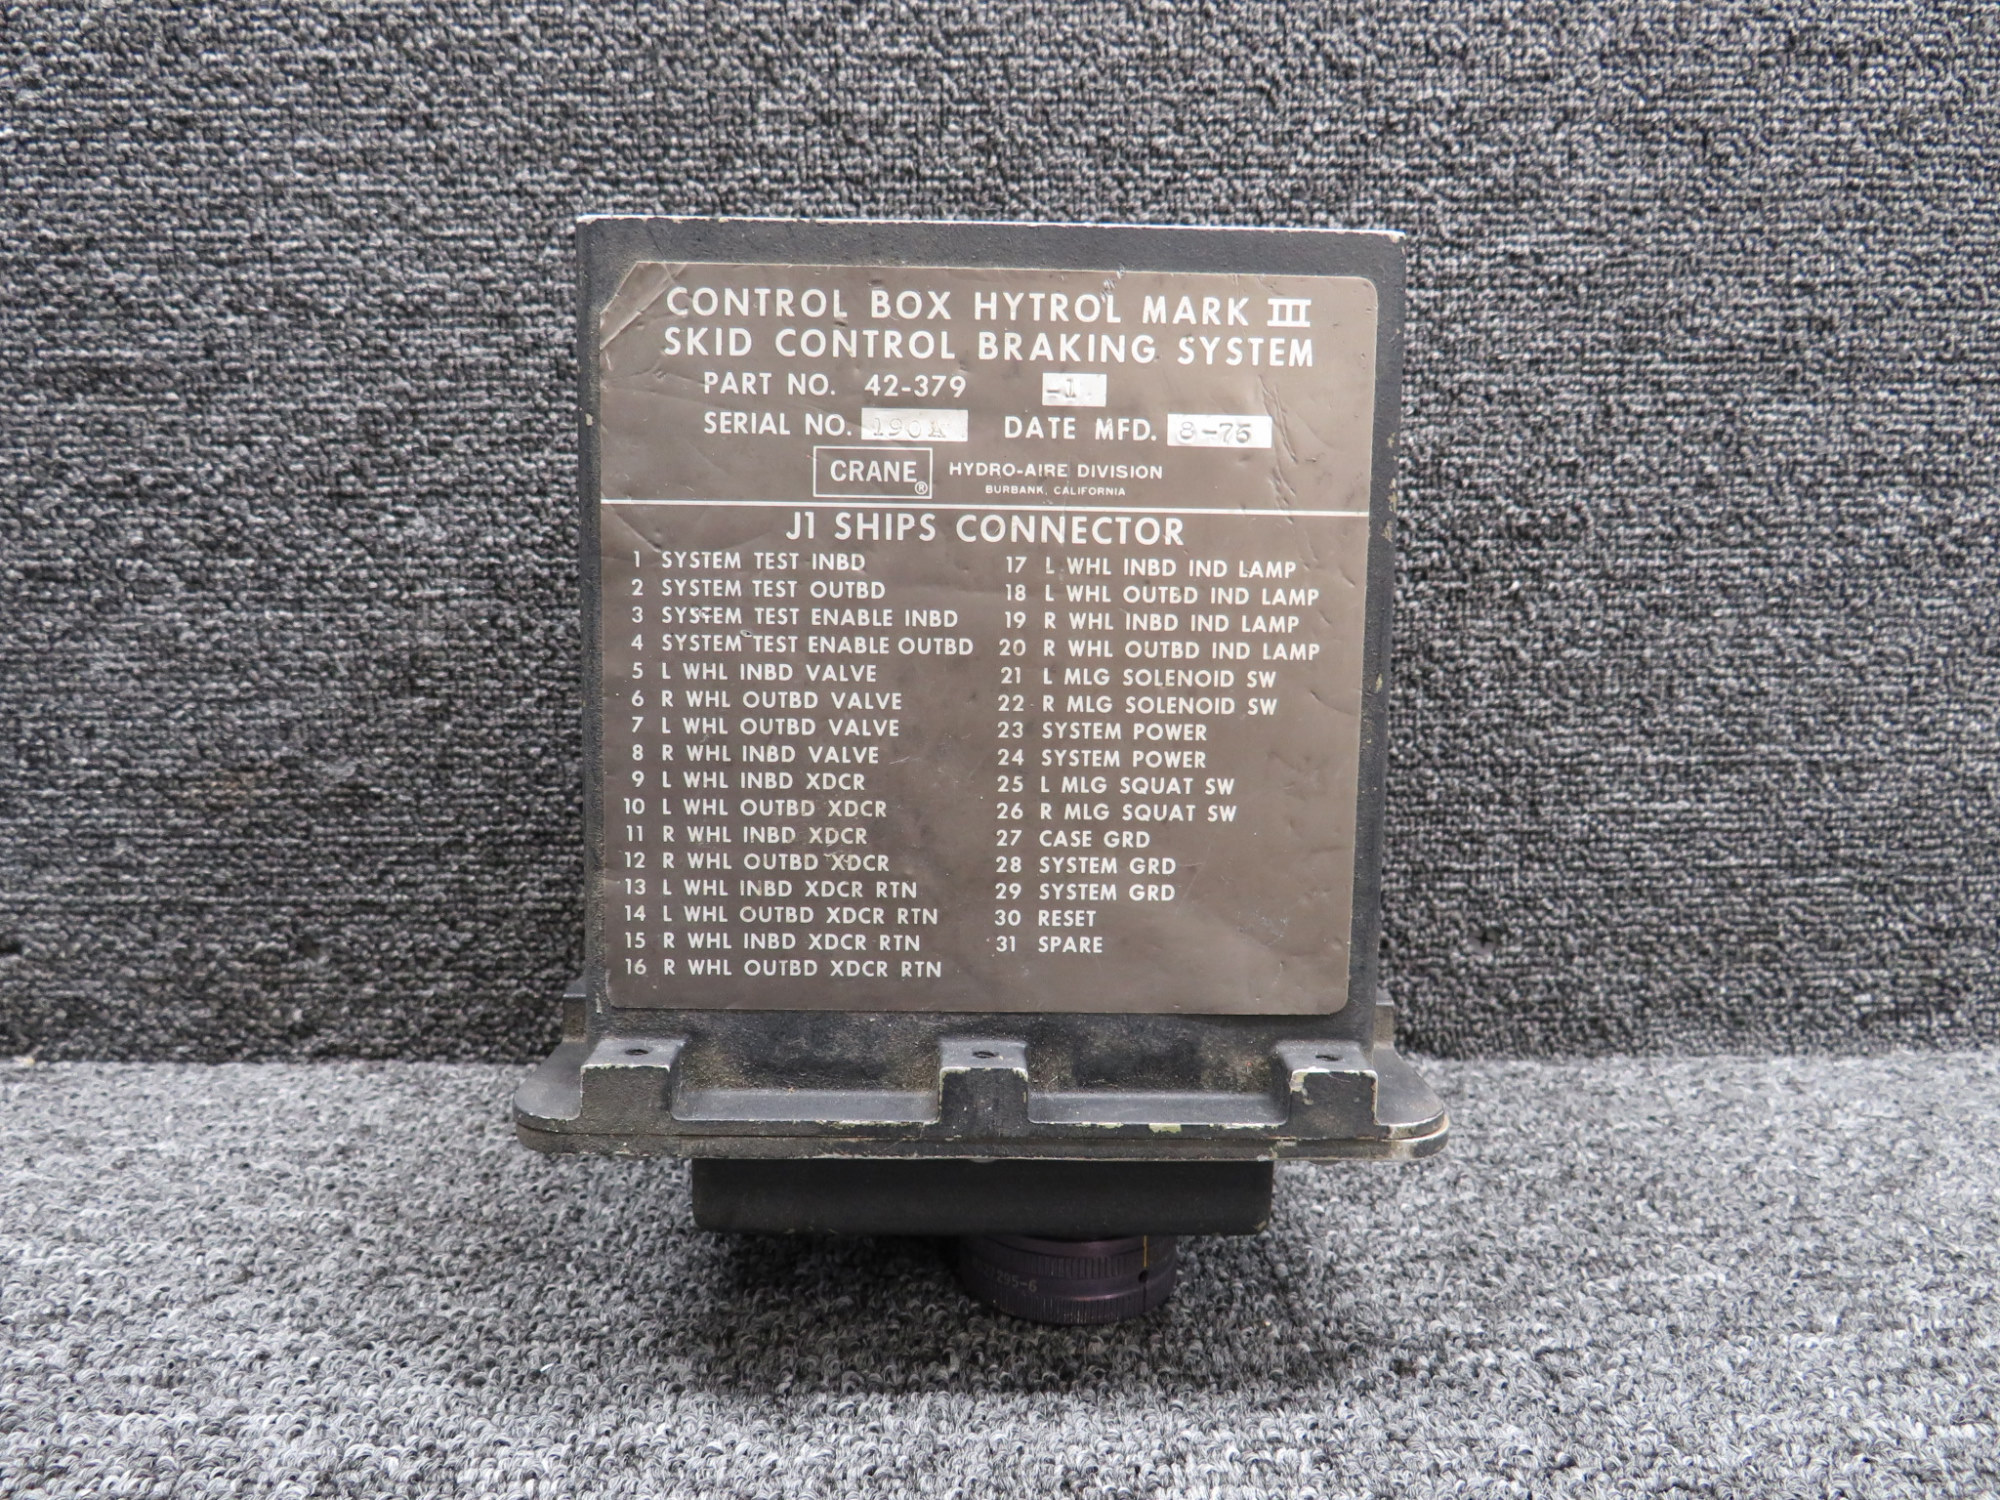 CONTROL BOX HYTROL MARK III
SKID CONTROL BRAKING SYSTEM
PART NO. 42-379 -1
SERIAL NO. DATE MFD. 8-75
CRANE® HYDRO-AIRE DIVISION
BURBANK, CALIFORNIA
J1 SHIPS CONNECTOR
1 SYSTEM TEST INBD
2 SYSTEM TEST OUTBD
3 SYSTEM TEST ENABLE INBD
4 SYSTEM TEST ENABLE OUTBD
5 L WHL INBD VALVE
6 R WHL OUTBD VALVE
7 L WHL OUTBD VALVE
8 R WHL INBD VALVE
9 L WHL INBD XDCR
10 L WHL OUTBD XDCR
11 R WHL INBD XDCR
12 R WHL OUTBD XDCR
13 L WHL INBD XDCR RTN
14 L WHL OUTBD XDCR RTN
15 R WHL INBD XDCR RTN
16 R WHL OUTBD XDCR RTN
17 L WHL INBD IND LAMP
18 L WHL OUTBD IND LAMP
19 R WHL INBD IND LAMP
20 R WHL OUTBD IND LAMP
21 L MLG SOLENOID SW
22 R MLG SOLENOID SW
23 SYSTEM POWER
24 SYSTEM POWER
25 L MLG SQUAT SW
26 R MLG SQUAT SW
27 CASE GRD
28 SYSTEM GRD
29 SYSTEM GRD
30 RESET
31 SPARE